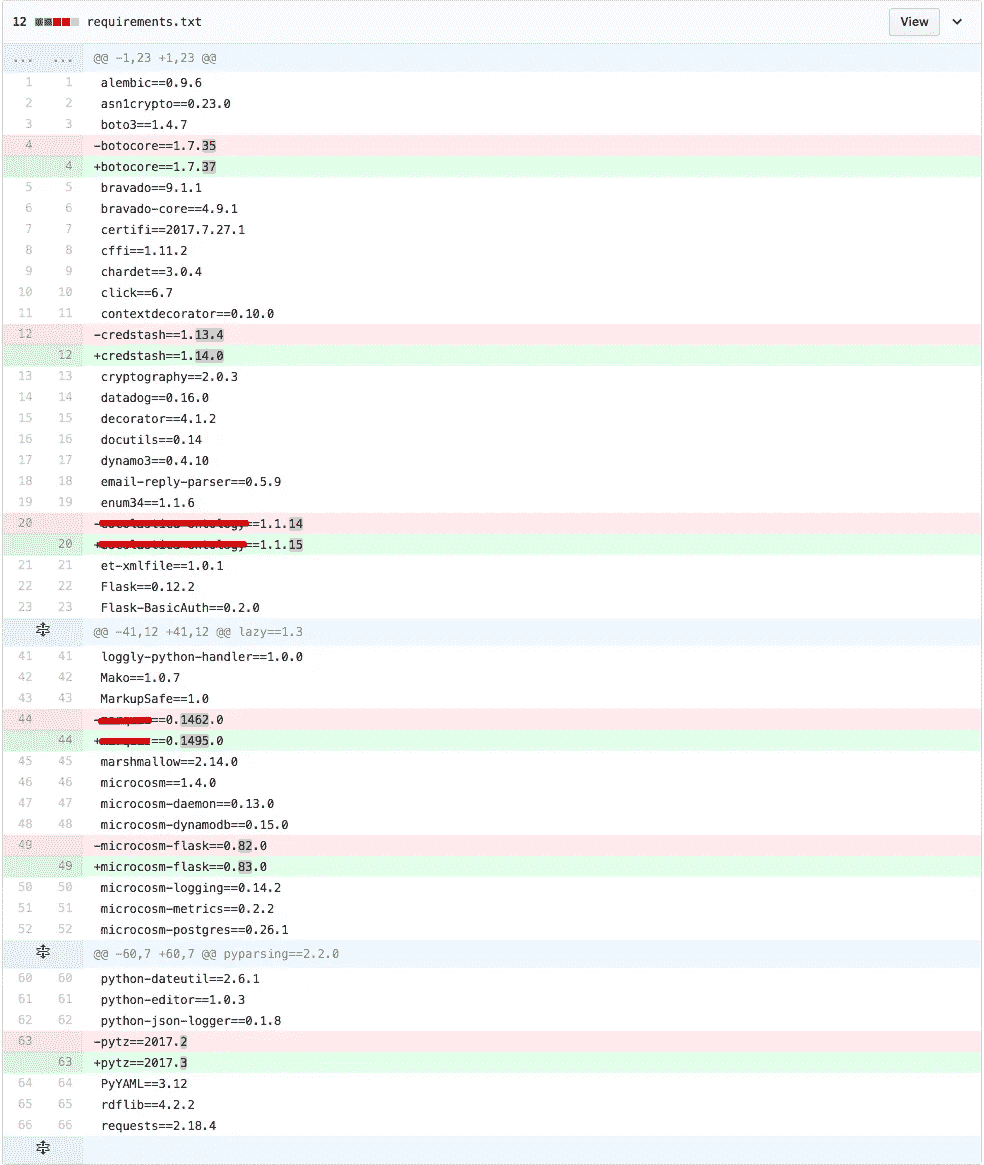 12 requirements.txt View
... ... @@ -1,23 +1,23 @@
1 1 alembic==0.9.6
2 2 asn1crypto==0.23.0
3 3 boto3==1.4.7
4 -botocore==1.7.35
4 +botocore==1.7.37
5 5 bravado==9.1.1
6 6 bravado-core==4.9.1
7 7 certifi==2017.7.27.1
8 8 cffi==1.11.2
9 9 chardet==3.0.4
10 10 click==6.7
11 11 contextdecorator==0.10.0
12 -credstash==1.13.4
12 +credstash==1.14.0
13 13 cryptography==2.0.3
14 14 datadog==0.16.0
15 15 decorator==4.1.2
16 16 docutils==0.14
17 17 dynamo3==0.4.10
18 18 email-reply-parser==0.5.9
19 19 enum34==1.1.6
20 -==1.1.14
20 +==1.1.15
21 21 et-xmlfile==1.0.1
22 22 Flask==0.12.2
23 23 Flask-BasicAuth==0.2.0
@@ -41,12 +41,12 @@ lazy==1.3
41 41 loggly-python-handler==1.0.0
42 42 Mako==1.0.7
43 43 MarkupSafe==1.0
44 -==0.1462.0
44 +==0.1495.0
45 45 marshmallow==2.14.0
46 46 microcosm==1.4.0
47 47 microcosm-daemon==0.13.0
48 48 microcosm-dynamodb==0.15.0
49 -microcosm-flask==0.82.0
49 +microcosm-flask==0.83.0
50 50 microcosm-logging==0.14.2
51 51 microcosm-metrics==0.2.2
52 52 microcosm-postgres==0.26.1
@@ -60,7 +60,7 @@ pyparsing==2.2.0
60 60 python-dateutil==2.6.1
61 61 python-editor==1.0.3
62 62 python-json-logger==0.1.8
63 -pytz==2017.2
63 +pytz==2017.3
64 64 PyYAML==3.12
65 65 rdflib==4.2.2
66 66 requests==2.18.4